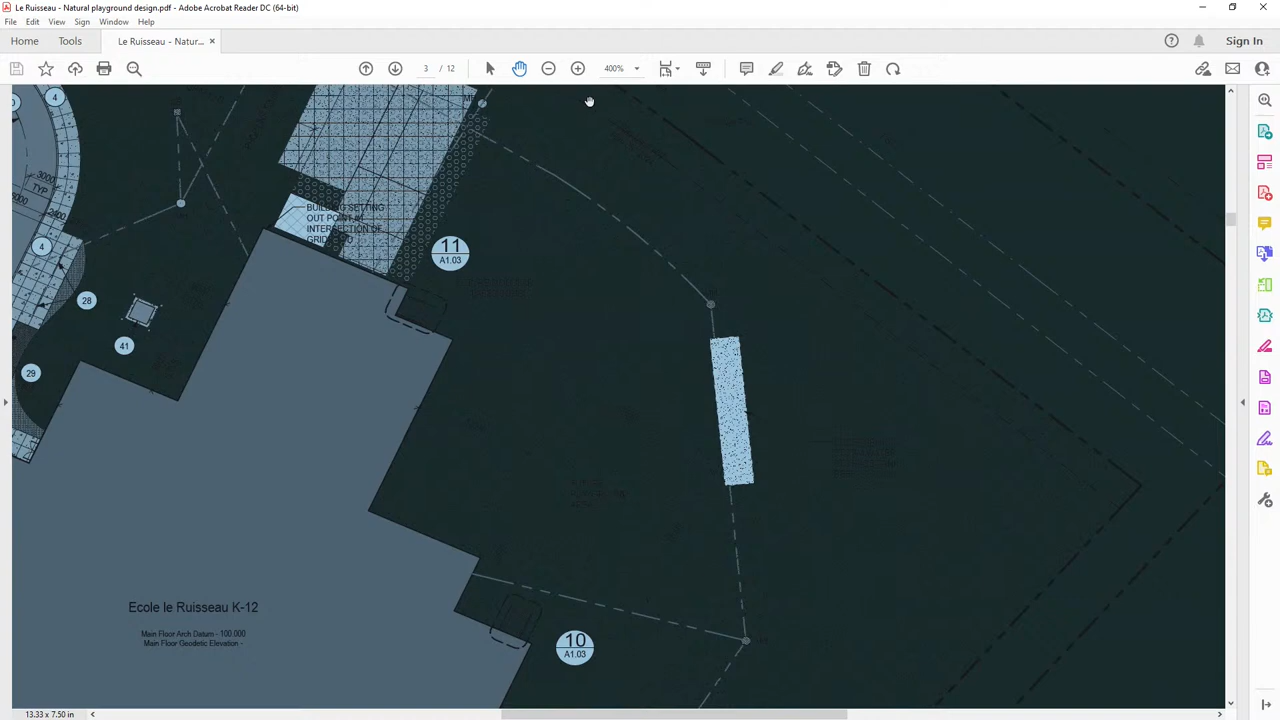 Le Ruisseau - Natural playground design.pdf - Adobe Acrobat Reader DC (64-bit)
File Edit View Sign Window Help
Home Tools Le Ruisseau - Natur... × Sign In
3 / 12 400%
4
3000
TYP
4
28
41
29
BUILDING SETTING
OUT POINT at
INTERSECTION OF
11
A1.03
Ecole le Ruisseau K-12
Main Floor Arch Datum - 100.000
Main Floor Geodetic Elevation -
10
A1.03
13.33 x 7.50 in